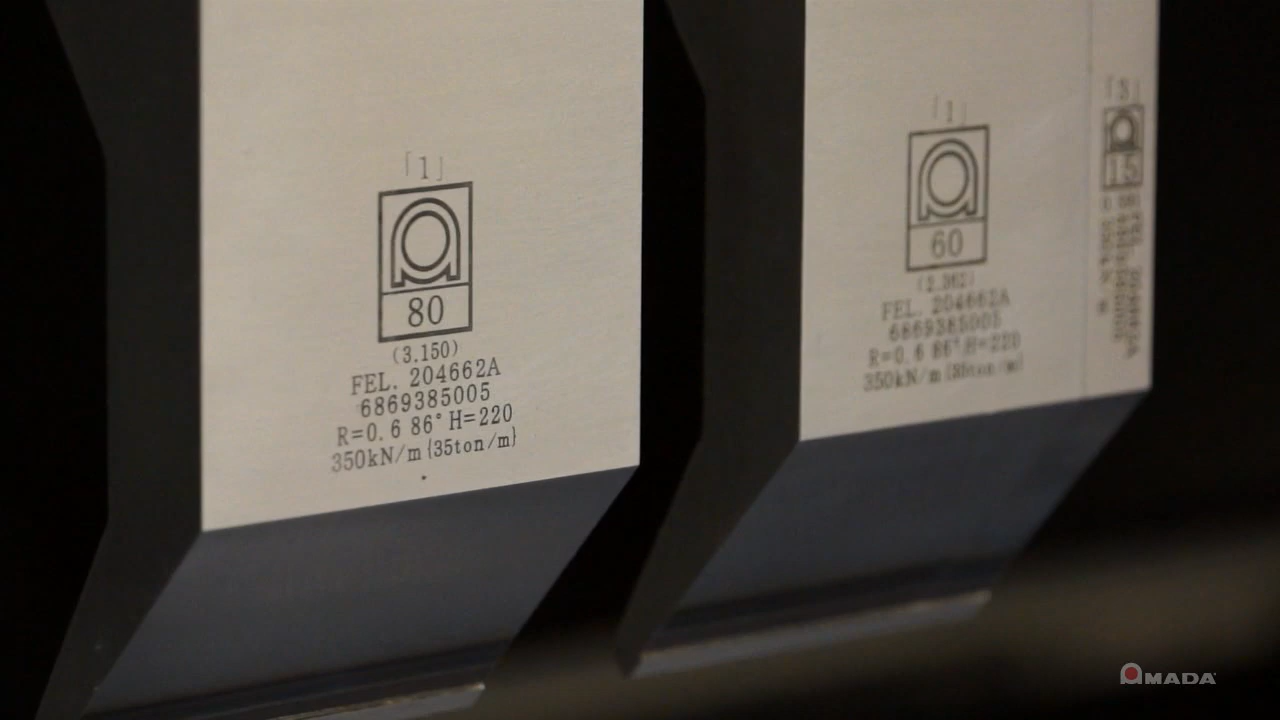 「1」
80
(3.150)
FEL. 204662A
6869385005
R=0.6 86° H=220
350kN/m{35ton/m}
「1」
60
(2.362)
FEL. 204662A
6869385005
R=0.6 86° H=220
350kN/m{35ton/m}
「3」
15
AMADA